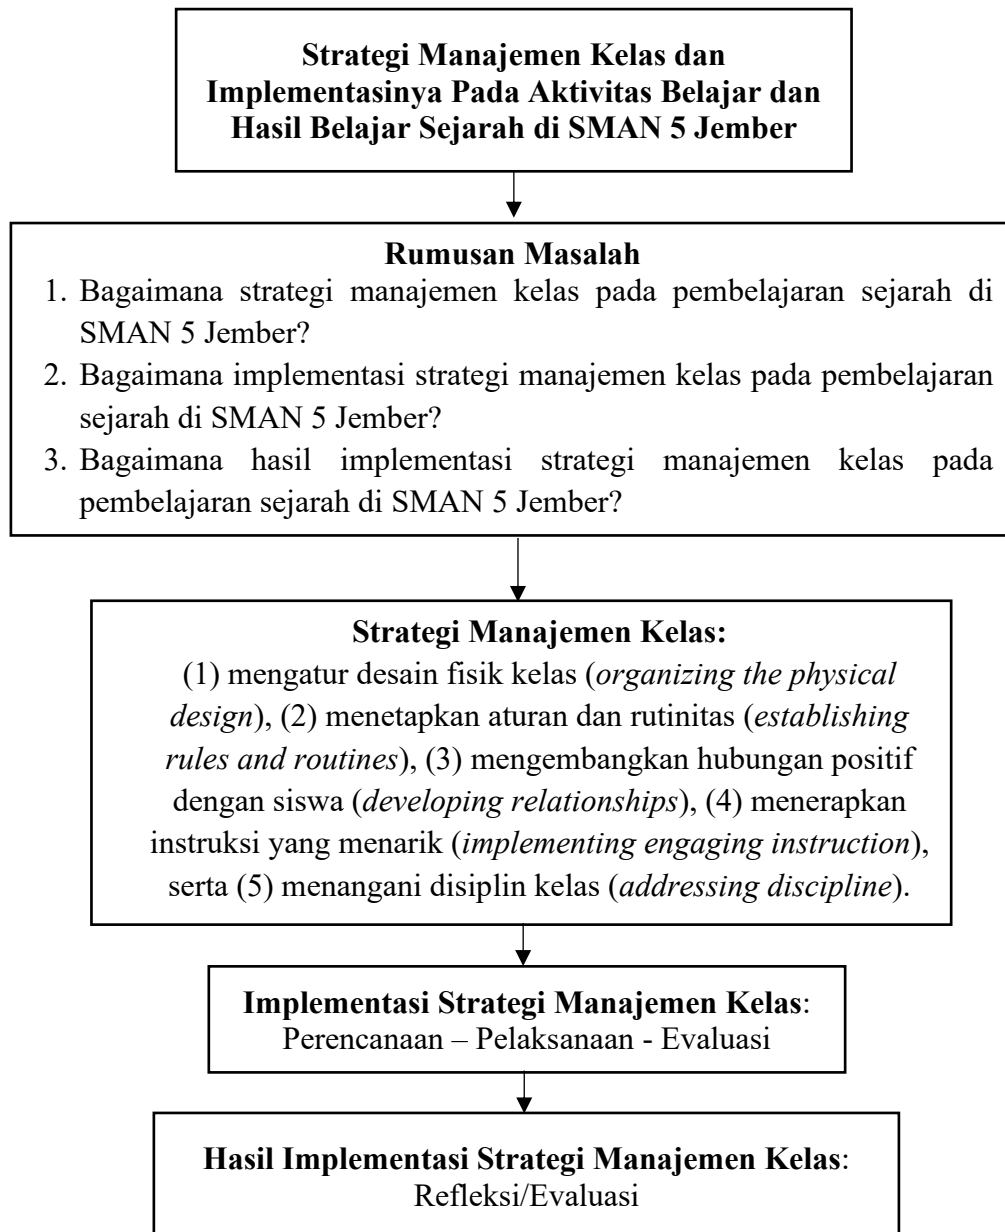 Strategi Manajemen Kelas dan
Implementasinya Pada Aktivitas Belajar dan
Hasil Belajar Sejarah di SMAN 5 Jember
Rumusan Masalah
1. Bagaimana strategi manajemen kelas pada pembelajaran sejarah di
SMAN 5 Jember?
2. Bagaimana implementasi strategi manajemen kelas pada pembelajaran
sejarah di SMAN 5 Jember?
3. Bagaimana hasil implementasi strategi manajemen kelas pada
pembelajaran sejarah di SMAN 5 Jember?
Strategi Manajemen Kelas:
(1) mengatur desain fisik kelas (organizing the physical
design), (2) menetapkan aturan dan rutinitas (establishing
rules and routines), (3) mengembangkan hubungan positif
dengan siswa (developing relationships), (4) menerapkan
instruksi yang menarik (implementing engaging instruction),
serta (5) menangani disiplin kelas (addressing discipline).
Implementasi Strategi Manajemen Kelas:
Perencanaan – Pelaksanaan - Evaluasi
Hasil Implementasi Strategi Manajemen Kelas:
Refleksi/Evaluasi